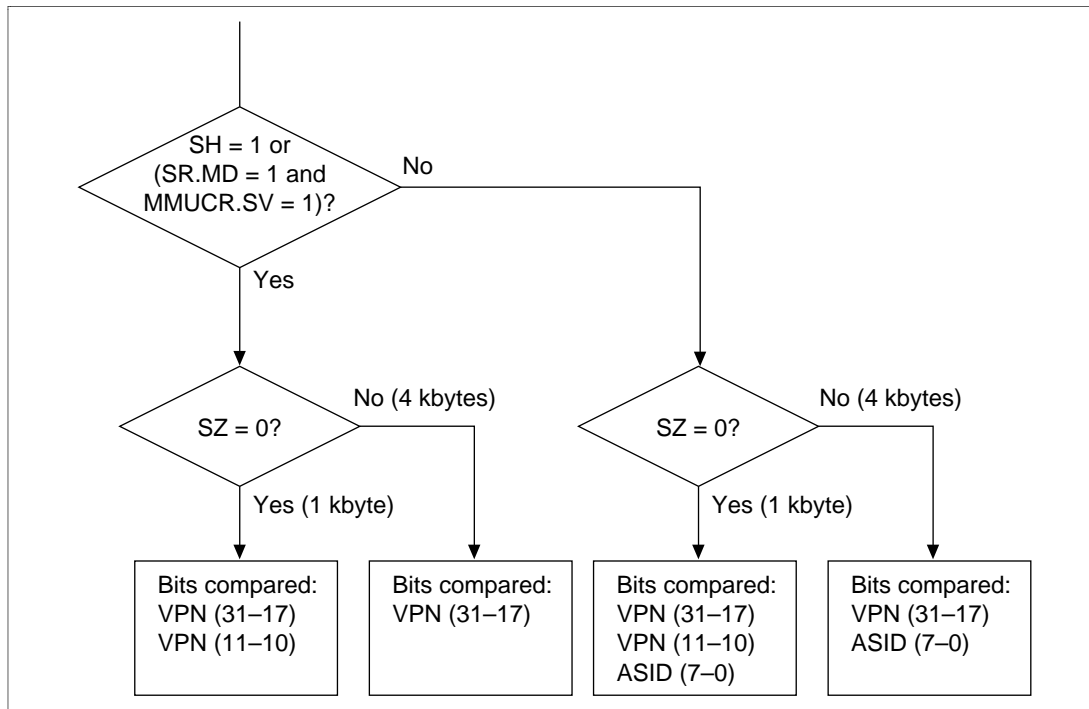 SH = 1 or
(SR.MD = 1 and
MMUCR.SV = 1)?
No
Yes
SZ = 0?
No (4 kbytes)
Yes (1 kbyte)
SZ = 0?
No (4 kbytes)
Yes (1 kbyte)
Bits compared:
VPN (31–17)
VPN (11–10)
Bits compared:
VPN (31–17)
Bits compared:
VPN (31–17)
VPN (11–10)
ASID (7–0)
Bits compared:
VPN (31–17)
ASID (7–0)